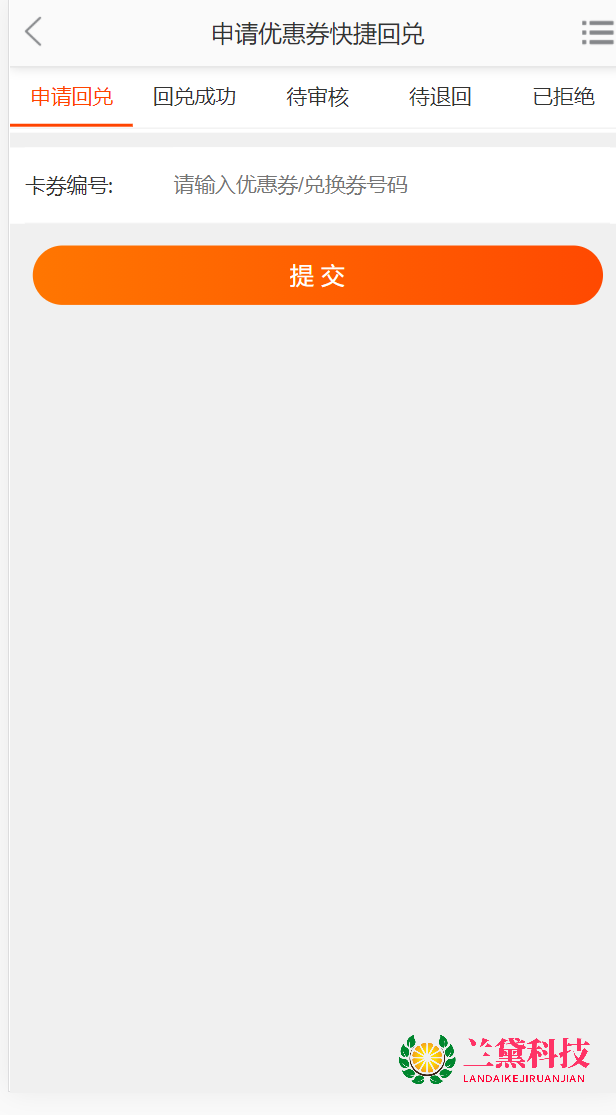 申请优惠券快捷回兑
申请回兑 回兑成功 待审核 待退回 已拒绝
卡券编号: 请输入优惠券/兑换券号码
提 交
兰黛科技
LANDAIKEJIRUANJIAN